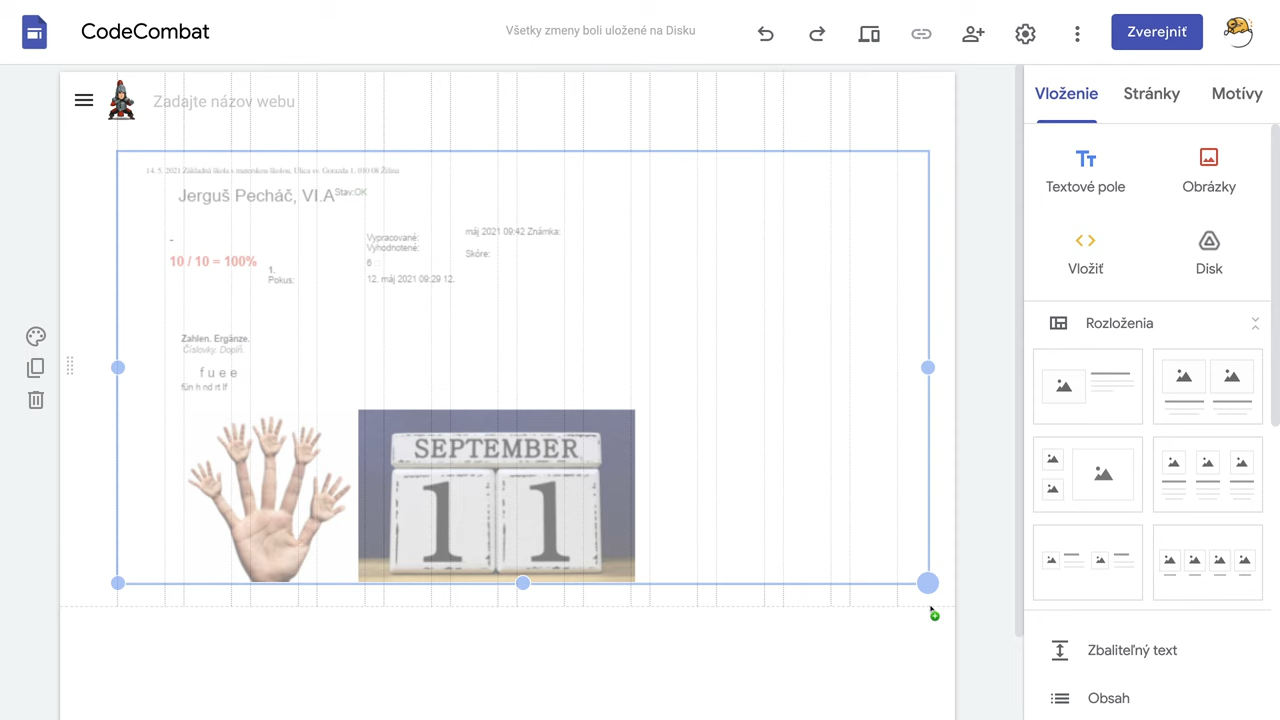 CodeCombat
Všetky zmeny boli uložené na Disku
Zverejniť
Zadajte názov webu
Vloženie
Stránky
Motívy
14. 5. 2021 Základná škola s materskou školou, Ulica sv. Gorazda 1, 010 08 Žilina
Jerguš Pecháč, VI.A
Stav:OK
-
10 / 10 = 100%
1.
Pokus:
Vypracované:
Vyhodnotené:
6
12. máj 2021 09:29 12.
máj 2021 09:42 Známka:
Skóre:
Zahlen. Ergänze.
Číslovky. Doplň.
f u e e
fün h nd rt lf
SEPTEMBER
1 1
Textové pole
Obrázky
Vložiť
Disk
Rozloženia
Zbaliteľný text
Obsah